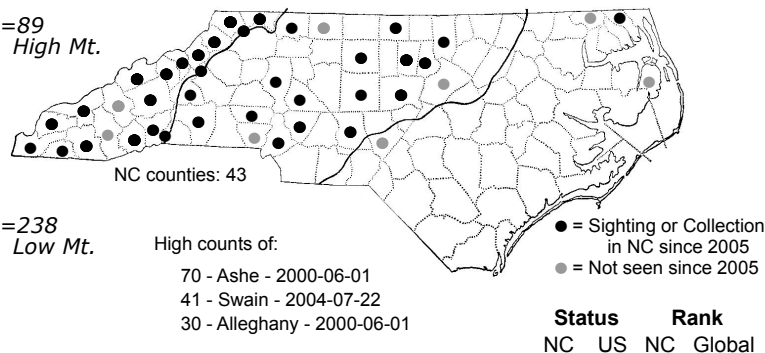 =89
High Mt.
NC counties: 43
=238
Low Mt.
High counts of:
70 - Ashe - 2000-06-01
41 - Swain - 2004-07-22
30 - Alleghany - 2000-06-01
= Sighting or Collection
in NC since 2005
= Not seen since 2005
Status Rank
NC US NC Global